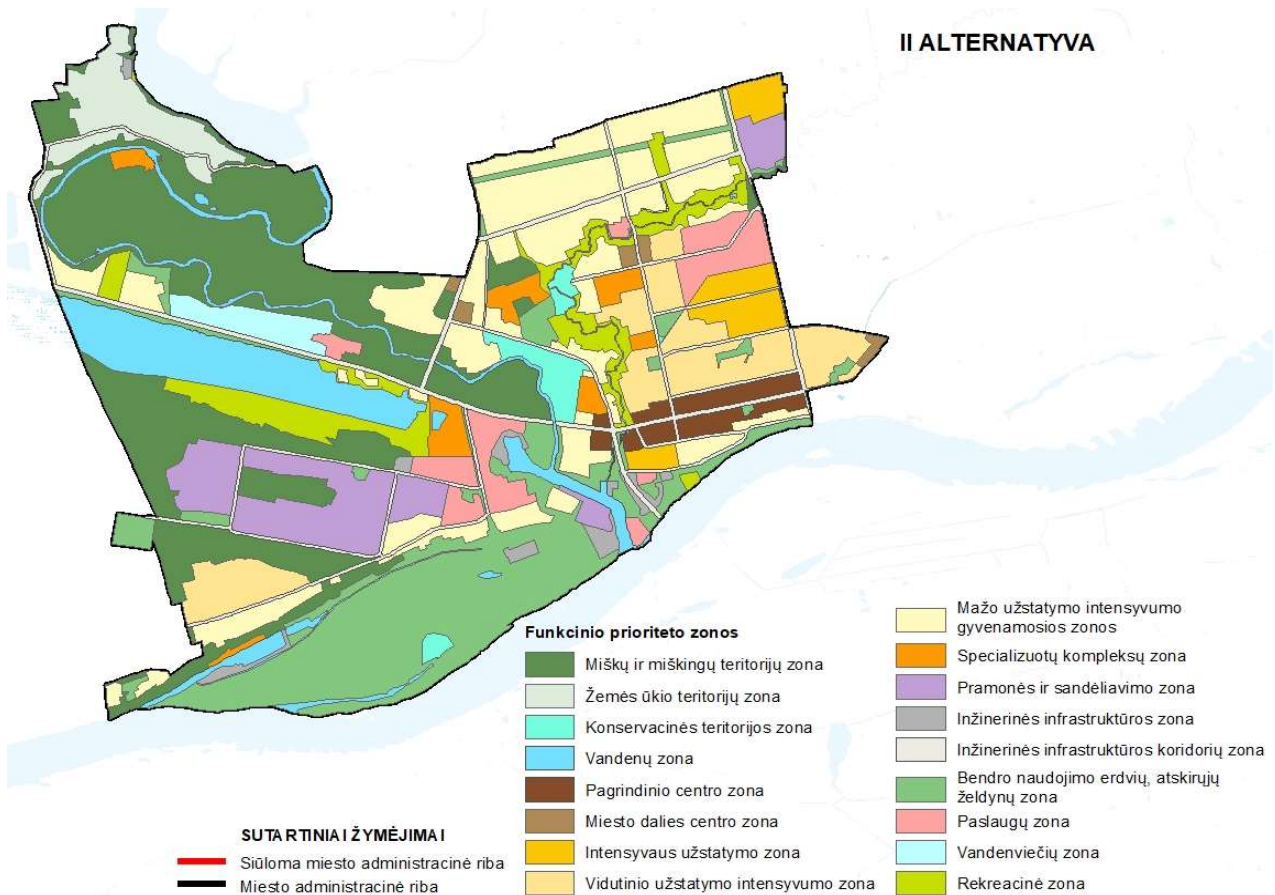 II ALTERNATYVA
Funkcinio prioriteto zonos
Miškų ir miškingų teritorijų zona
Žemės ūkio teritorijų zona
Konservacinės teritorijos zona
Vandenų zona
Pagrindinio centro zona
Miesto dalies centro zona
Intensyvaus užstatymo zona
Vidutinio užstatymo intensyvumo zona
Mažo užstatymo intensyvumo
gyvenamosios zonos
Specializuotų kompleksų zona
Pramonės ir sandėliavimo zona
Inžinerinės infrastruktūros zona
Inžinerinės infrastruktūros koridorių zona
Bendro naudojimo erdvių, atskirųjų
želdynų zona
Paslaugų zona
Vandenviečių zona
Rekreacinė zona
SUTARTINIAI ŽYMĖJIMAI
Siūloma miesto administracinė riba
Miesto administracinė riba